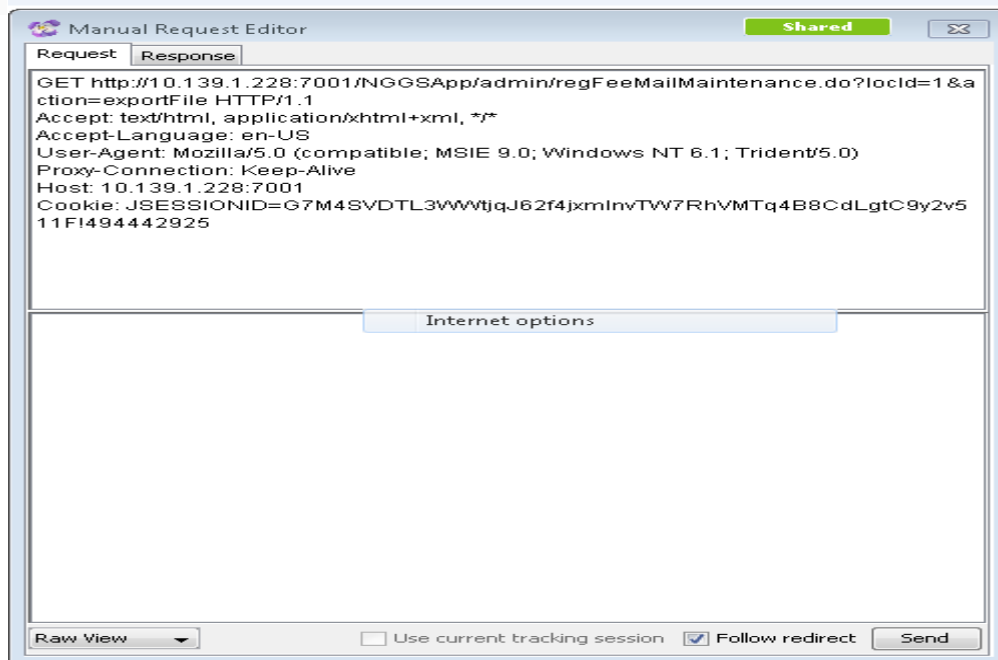 Manual Request Editor
Shared
Request Response
GET http://10.139.1.228:7001/NGGSApp/admin/regFeeMailMaintenance.do?locId=1&a
ction=exportFile HTTP/1.1
Accept: text/html, application/xhtml+xml, */*
Accept-Language: en-US
User-Agent: Mozilla/5.0 (compatible; MSIE 9.0; Windows NT 6.1; Trident/5.0)
Proxy-Connection: Keep-Alive
Host: 10.139.1.228:7001
Cookie: JSESSIONID=G7M4SVDTL3WWtjqJ62f4jxmInvTW7RhVMTq4B8CdLgtC9y2v5
11F!494442925
Internet options
Raw View
Use current tracking session
Follow redirect
Send